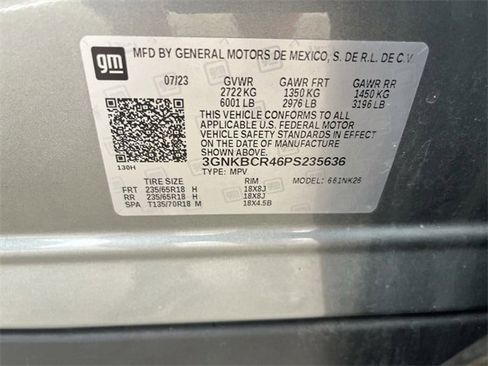 gm MFD BY GENERAL MOTORS DE MEXICO, S. DE R.L. DE C.V.
07/23 GVWR GAWR FRT GAWR RR
2722 KG 1350 KG 1450 KG
6001 LB 2976 LB 3196 LB
THIS VEHICLE CONFORMS TO ALL APPLICABLE
U.S. FEDERAL MOTOR
VEHICLE SAFETY STANDARDS IN EFFECT
ON THE DATE OF MANUFACTURE SHOWN ABOVE.
3GNKBCR46PS235636
130H TYPE: MPV MODEL: 661NK26
TIRE SIZE RIM
FRT 235/65R18 H 18X8J
RR 235/65R18 H 18X8J
SPA T135/70R18 M 18X4.5B